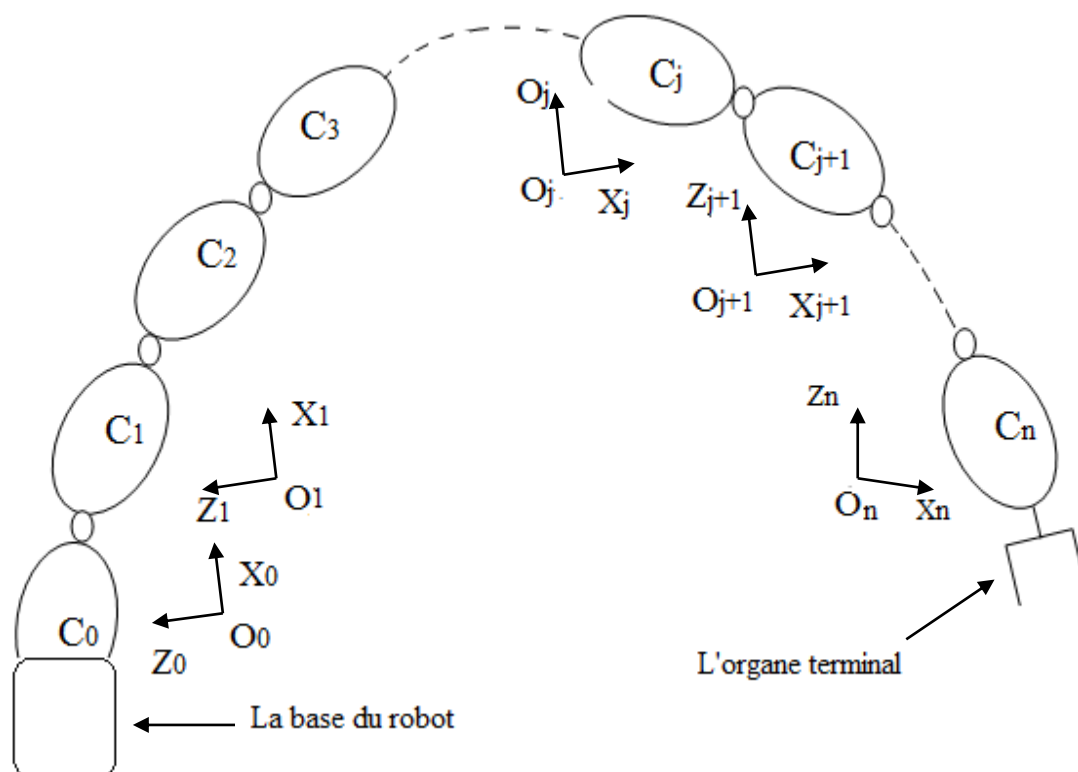 Cj
Oj
C3
Cj+1
Oj
Xj
Zj+1
C2
Oj+1
Xj+1
Zn
X1
C1
Cn
Z1
O1
On
Xn
X0
C0
O0
Z0
L'organe terminal
La base du robot